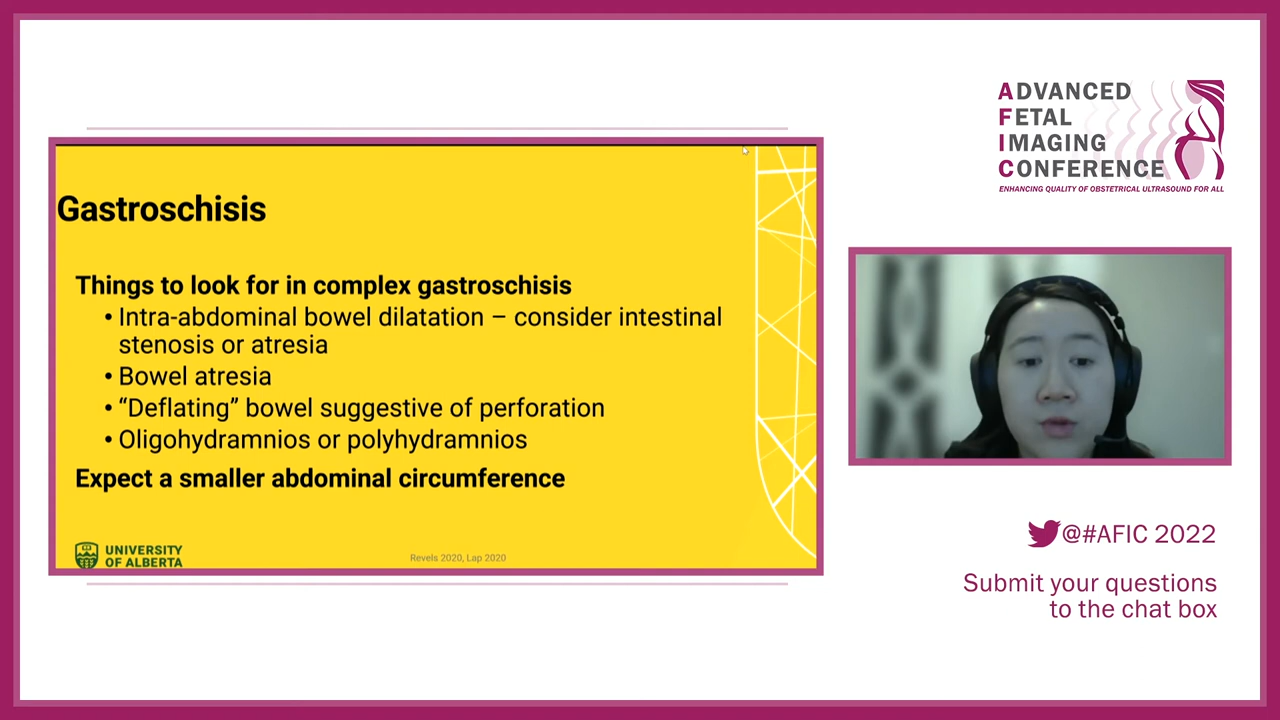 ADVANCED
FETAL
IMAGING
CONFERENCE
ENHANCING QUALITY OF OBSTETRICAL ULTRASOUND FOR ALL
Gastroschisis
Things to look for in complex gastroschisis
• Intra-abdominal bowel dilatation – consider intestinal
stenosis or atresia
• Bowel atresia
• “Deflating” bowel suggestive of perforation
• Oligohydramnios or polyhydramnios
Expect a smaller abdominal circumference
UNIVERSITY
OF ALBERTA
Revels 2020, Lap 2020
@#AFIC 2022
Submit your questions
to the chat box